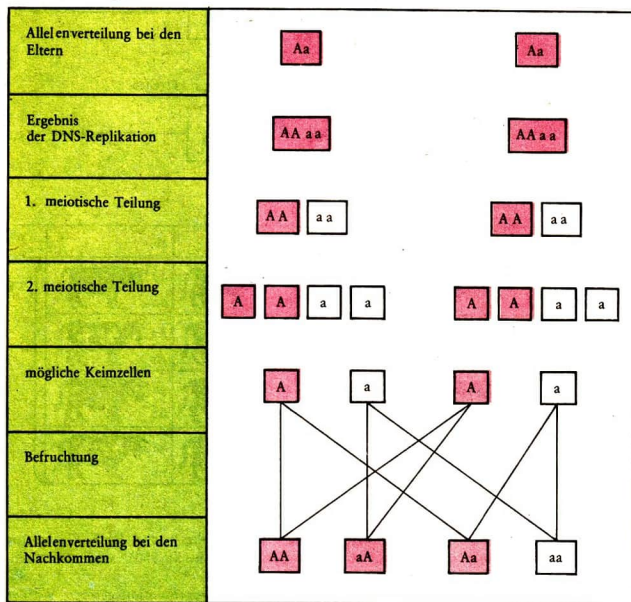 Allelenverteilung bei den
Eltern
Aa Aa
Ergebnis
der DNS-Replikation
AA aa AA aa
1. meiotische Teilung
AA aa AA aa
2. meiotische Teilung
A A a a A A a a
mögliche Keimzellen
A a A a
Befruchtung
Allelenverteilung bei den
Nachkommen
AA aA Aa aa